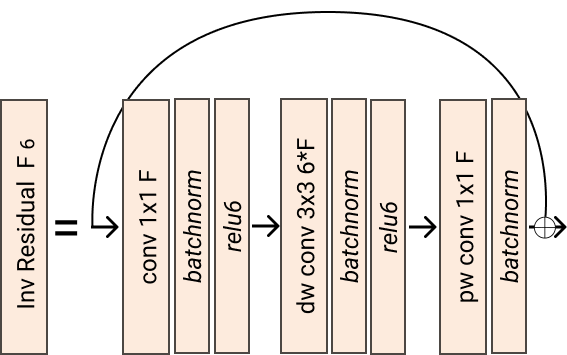 Inv Residual F 6
=
conv 1x1 F
batchnorm
relu6
dw conv 3x3 6*F
batchnorm
relu6
pw conv 1x1 F
batchnorm